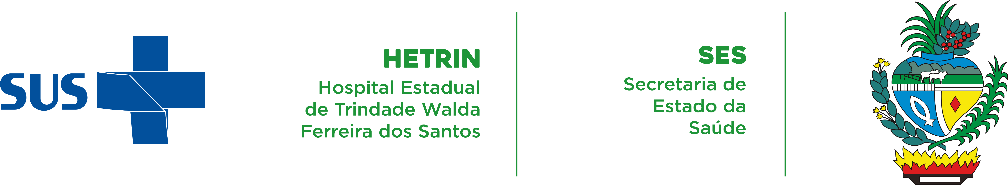 SUS
HETRIN
Hospital Estadual
de Trindade Walda
Ferreira dos Santos
SES
Secretaria de
Estado da
Saúde